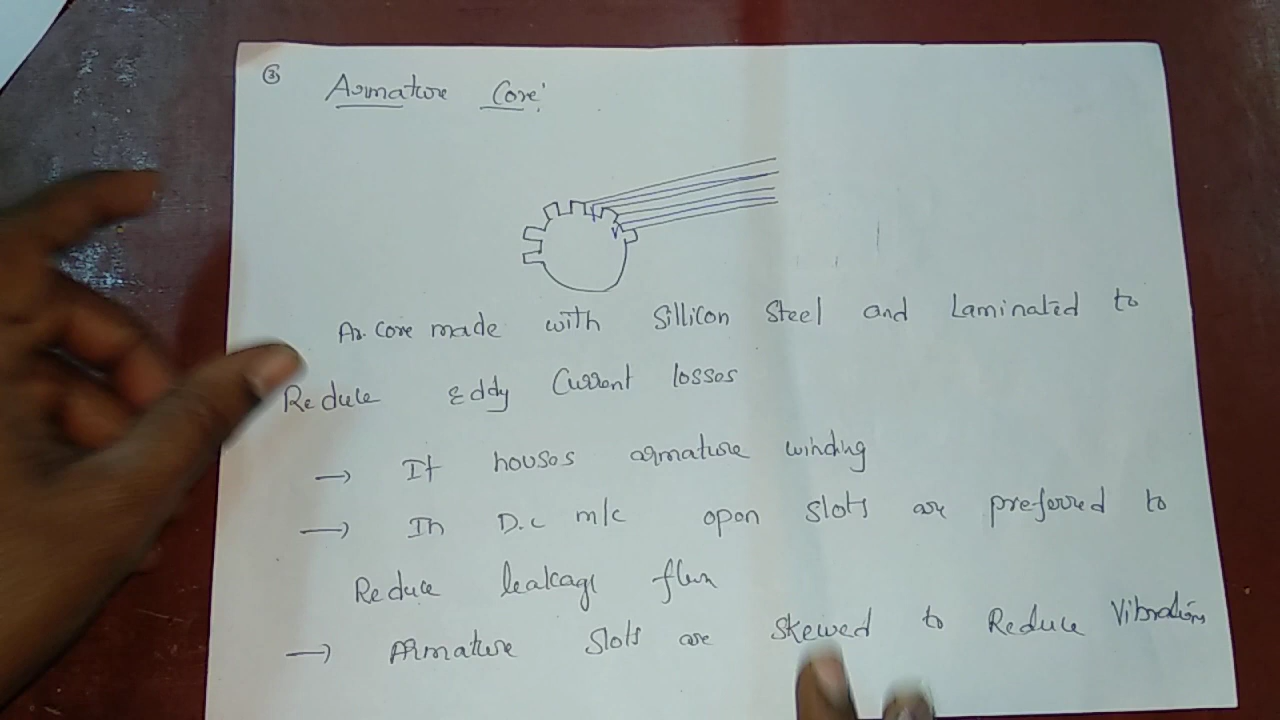 ③ Armature Core:
Ar. Core made with Sillicon Steel and Laminated to
Reduce Eddy Current losses
→ It houses armature winding
→ In D.C m/c open slots are preferred to
Reduce leakage flux
→ Armature Slots are skewed to Reduce Vibrations